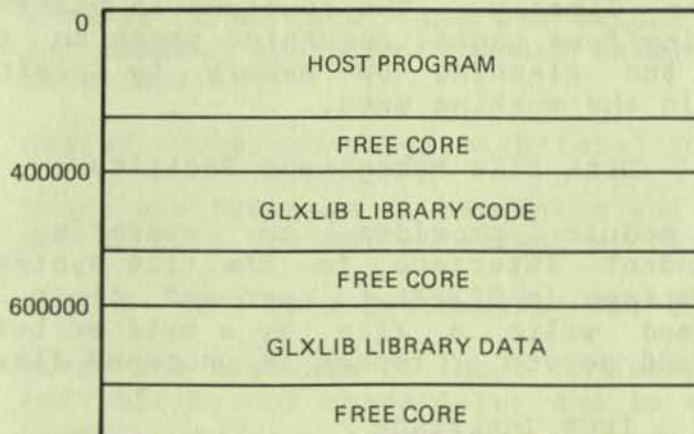 0
HOST PROGRAM
FREE CORE
400000
GLXLIB LIBRARY CODE
FREE CORE
600000
GLXLIB LIBRARY DATA
FREE CORE